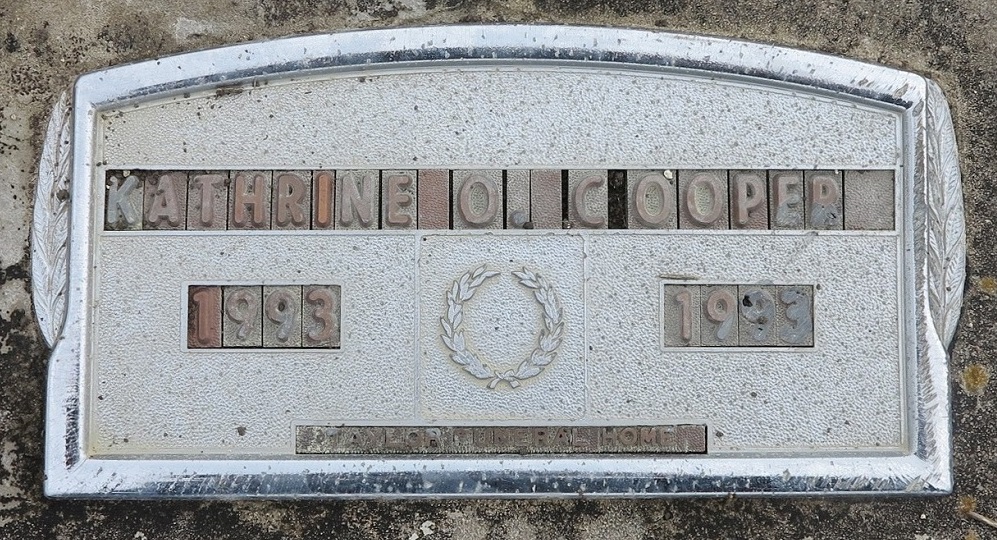 KATHRINE O. COOPER
1993 1993
TAYLOR FUNERAL HOME